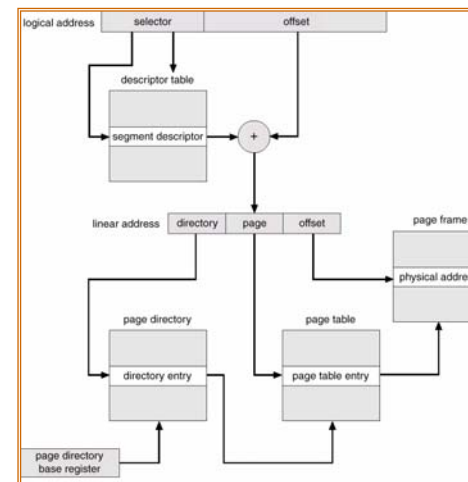 logical address
selector
offset
descriptor table
segment descriptor
+
linear address
directory
page
offset
page frame
physical addre
page directory
page table
directory entry
page table entry
page directory
base register